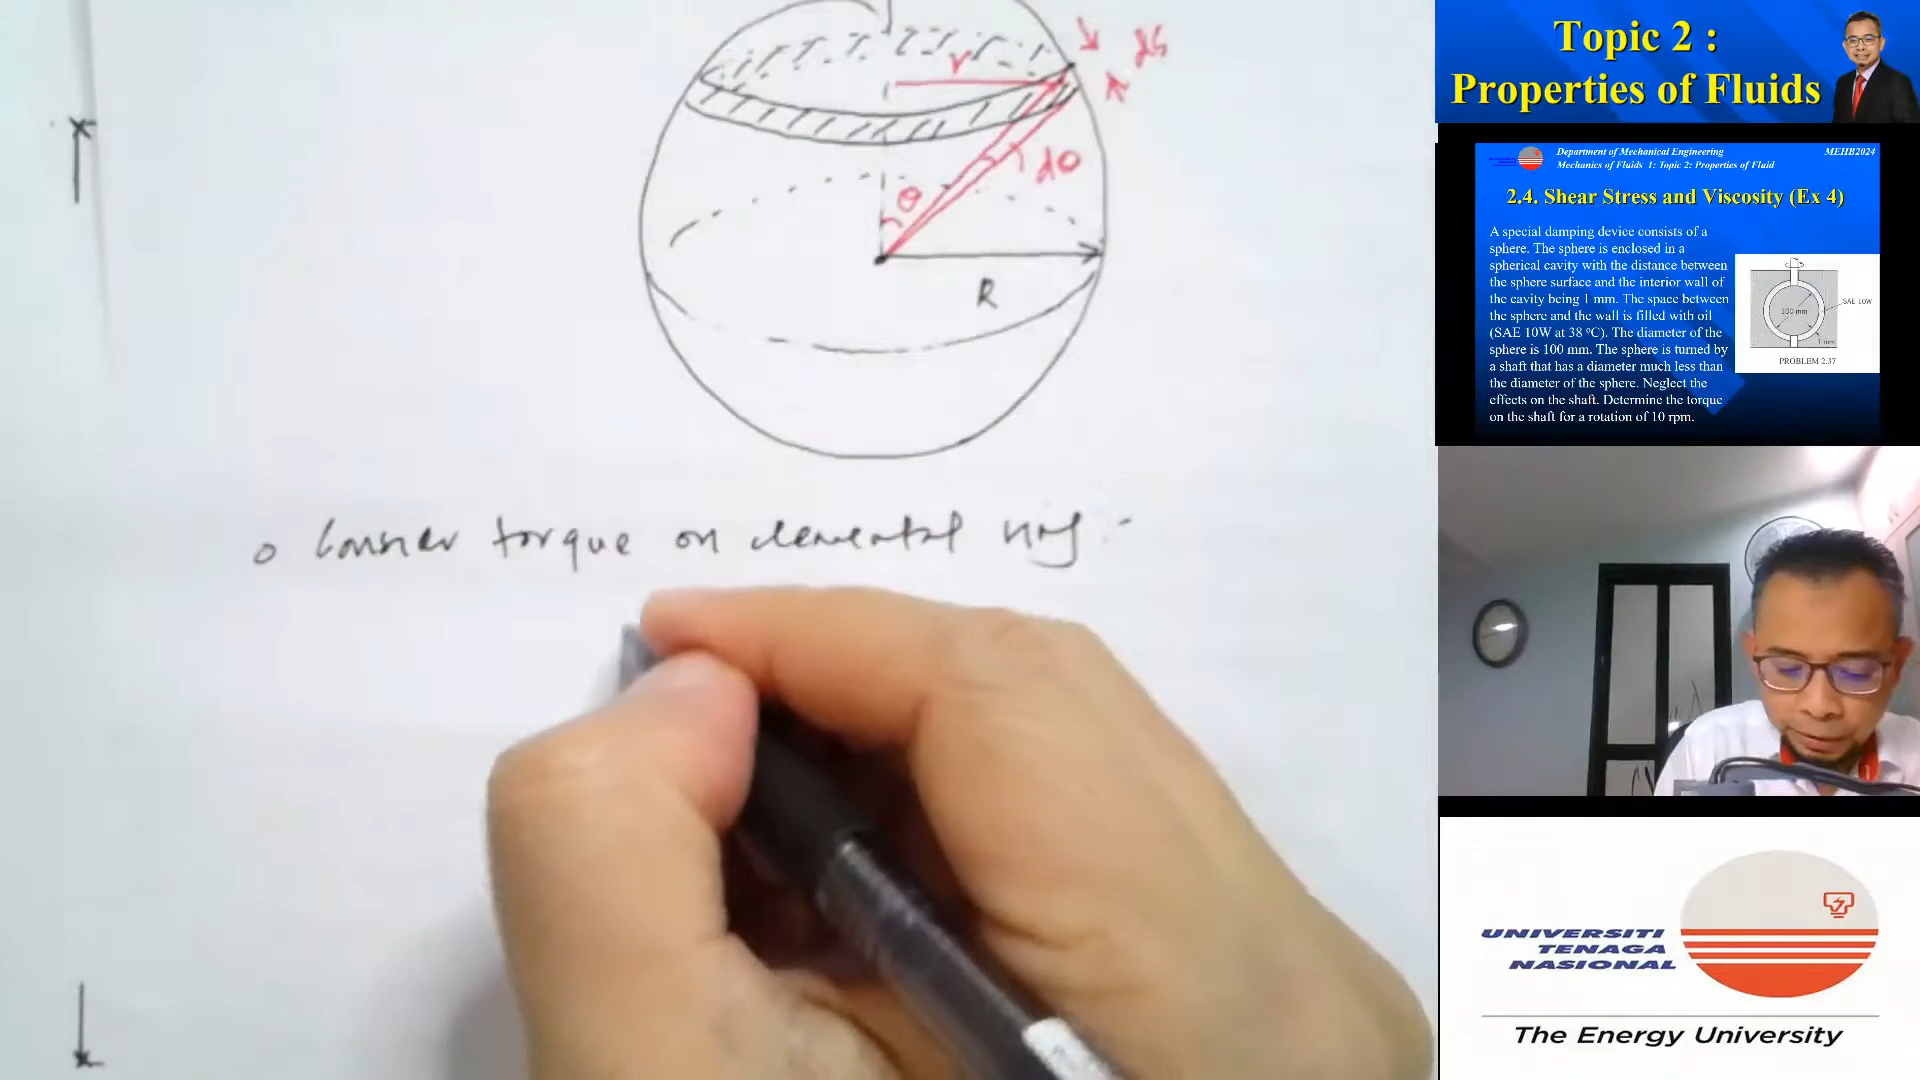 r
ds
θ
dθ
R
o Consider torque on elemental ring :-
Topic 2 :
Properties of Fluids
Department of Mechanical Engineering
MEHB2024
Mechanics of Fluids 1: Topic 2: Properties of Fluid
2.4. Shear Stress and Viscosity (Ex 4)
A special damping device consists of a
sphere. The sphere is enclosed in a
spherical cavity with the distance between
the sphere surface and the interior wall of
the cavity being 1 mm. The space between
the sphere and the wall is filled with oil
(SAE 10W at 38 °C). The diameter of the
sphere is 100 mm. The sphere is turned by
a shaft that has a diameter much less than
the diameter of the sphere. Neglect the
effects on the shaft. Determine the torque
on the shaft for a rotation of 10 rpm.
SAE 10W
100 mm
1 mm
PROBLEM 2.37
UNIVERSITI
TENAGA
NASIONAL
The Energy University